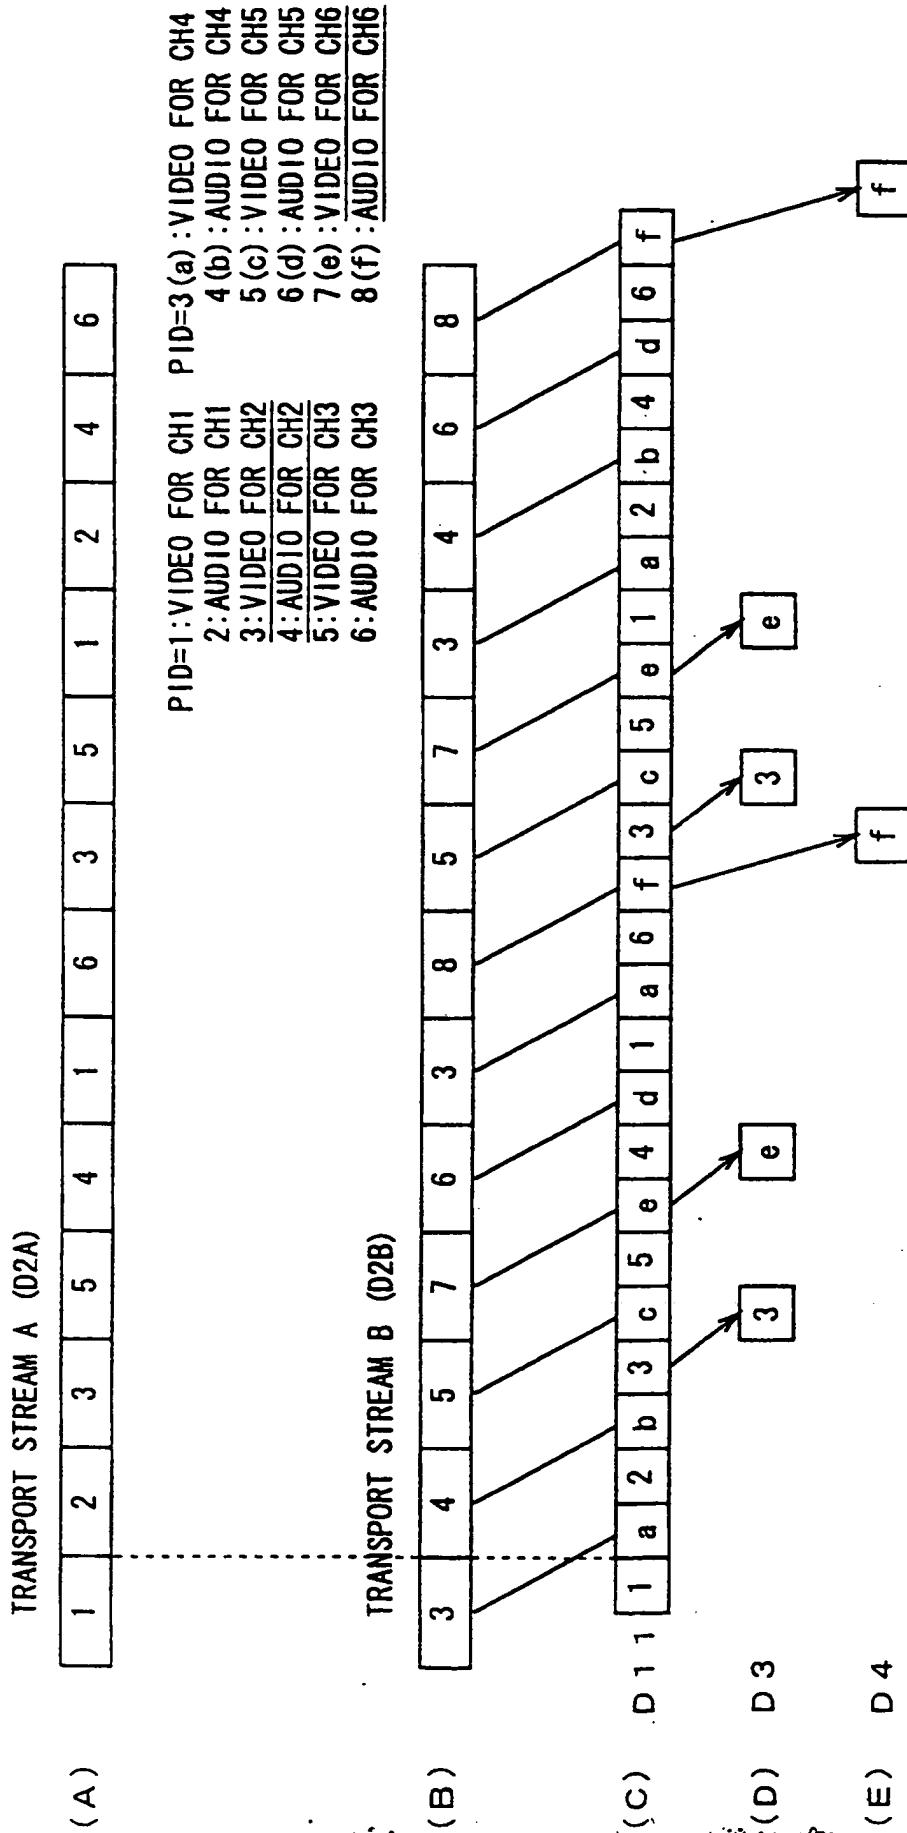 TRANSPORT STREAM A (D2A)
(A) 1 2 3 5 4 1 6 3 5 1 2 4 6
PID=1:VIDEO FOR CH1 PID=3(a):VIDEO FOR CH4
2:AUDIO FOR CH1 4(b):AUDIO FOR CH4
3:VIDEO FOR CH2 5(c):VIDEO FOR CH5
4:AUDIO FOR CH2 6(d):AUDIO FOR CH5
5:VIDEO FOR CH3 7(e):VIDEO FOR CH6
6:AUDIO FOR CH3 8(f):AUDIO FOR CH6
TRANSPORT STREAM B (D2B)
(B) 3 4 5 7 6 3 8 5 7 3 4 6 8
(C) D11 1 a 2 b 3 c 5 e 4 d 1 a 6 f 3 c 5 e 1 a 2 b 4 d 6 f
(D) D3 3 e 3 e
(E) D4 f f